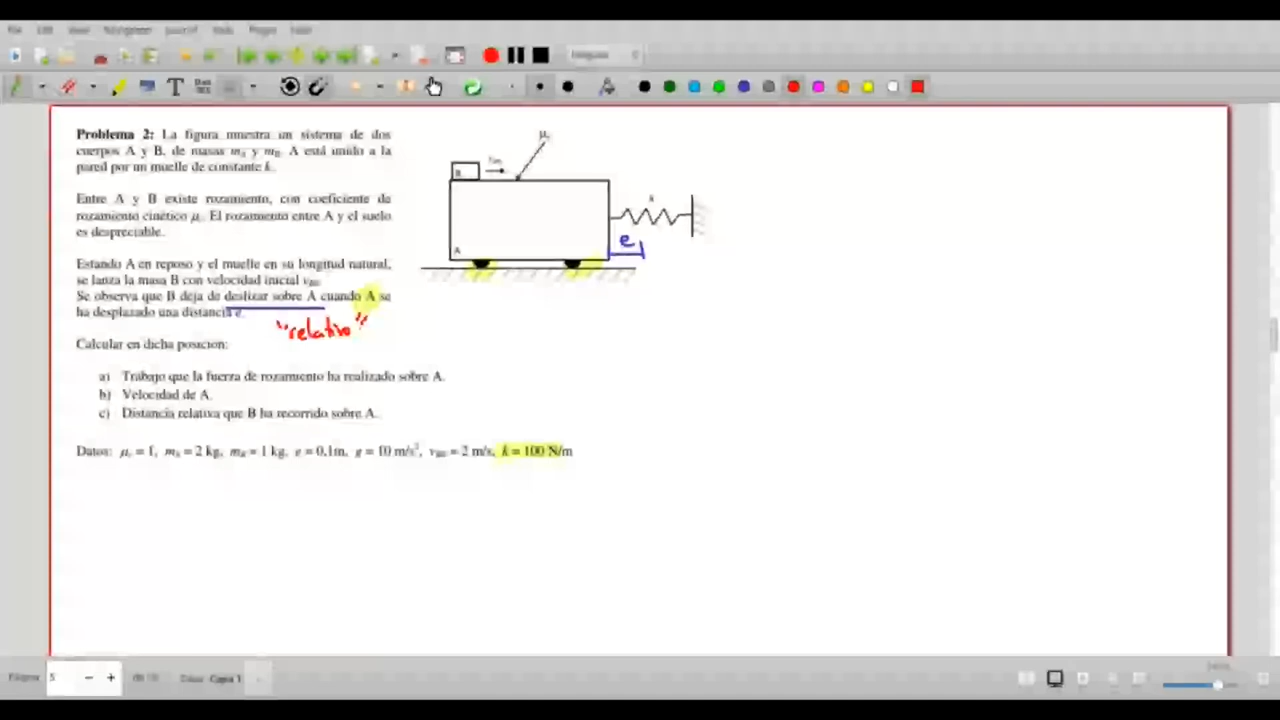 Problema 2: La figura muestra un sistema de dos
cuerpos A y B, de masas mA y mB. A está unido a la
pared por un muelle de constante k.
Entre A y B existe rozamiento, con coeficiente de
rozamiento cinético μc. El rozamiento entre A y el suelo
es despreciable.
Estando A en reposo y el muelle en su longitud natural,
se lanza la masa B con velocidad inicial vB0.
Se observa que B deja de deslizar sobre A cuando A se
ha desplazado una distancia e.
"relativo"
Calcular en dicha posición:
a) Trabajo que la fuerza de rozamiento ha realizado sobre A.
b) Velocidad de A.
c) Distancia relativa que B ha recorrido sobre A.
Datos: μc = 1, mA = 2 kg, mB = 1 kg, e = 0,1m, g = 10 m/s², vB0 = 2 m/s, k = 100 N/m
μc
B
k
e
A
T
Página
5
Capa 1